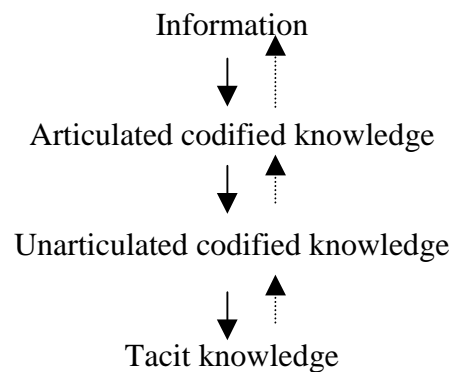 Information
Articulated codified knowledge
Unarticulated codified knowledge
Tacit knowledge